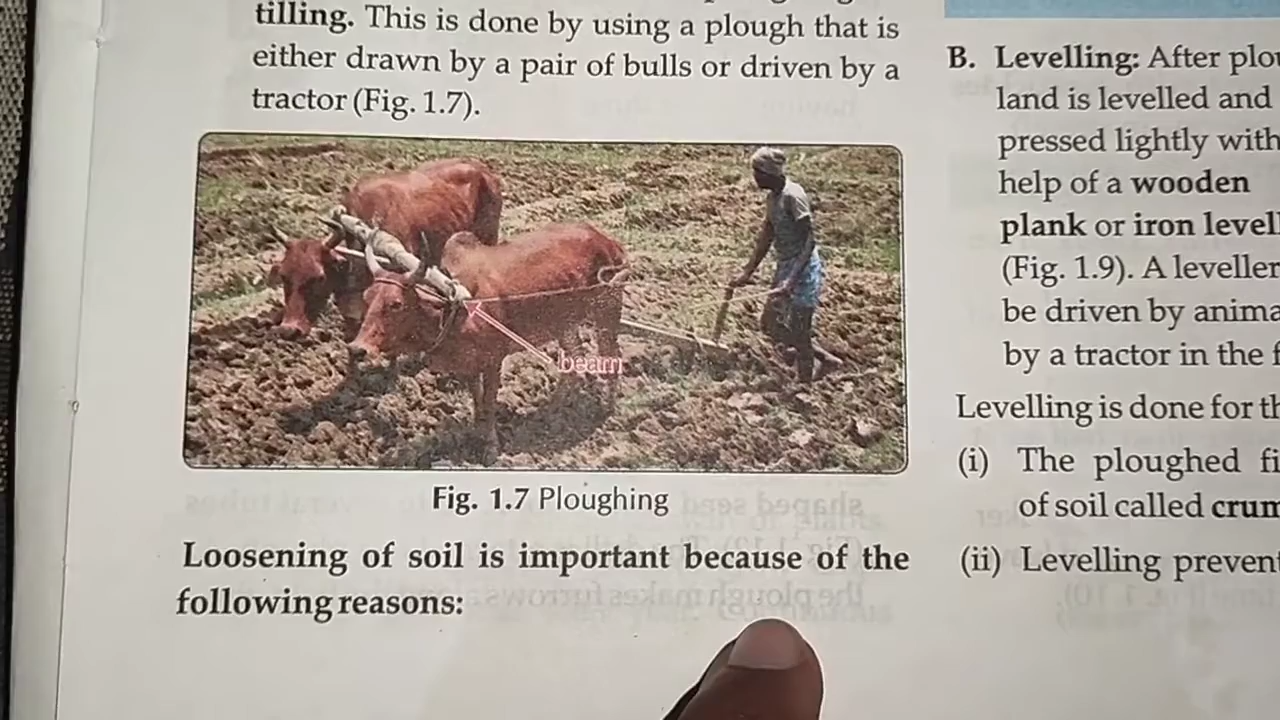 tilling. This is done by using a plough that is
either drawn by a pair of bulls or driven by a
tractor (Fig. 1.7).
beam
Fig. 1.7 Ploughing
Loosening of soil is important because of the
following reasons:
B. Levelling: After plou
land is levelled and
pressed lightly with
help of a wooden
plank or iron levell
(Fig. 1.9). A leveller
be driven by anima
by a tractor in the f
Levelling is done for th
(i) The ploughed fi
of soil called crum
(ii) Levelling prevent